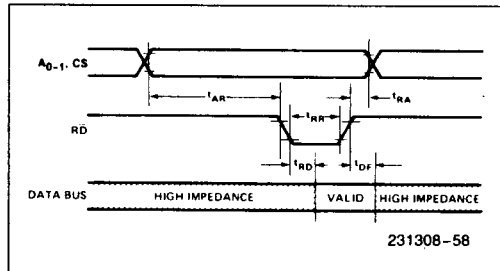 A0-1, CS
tAR
tRA
RD
tRR
tRD
tDF
DATA BUS HIGH IMPEDANCE VALID HIGH IMPEDANCE
231308-58